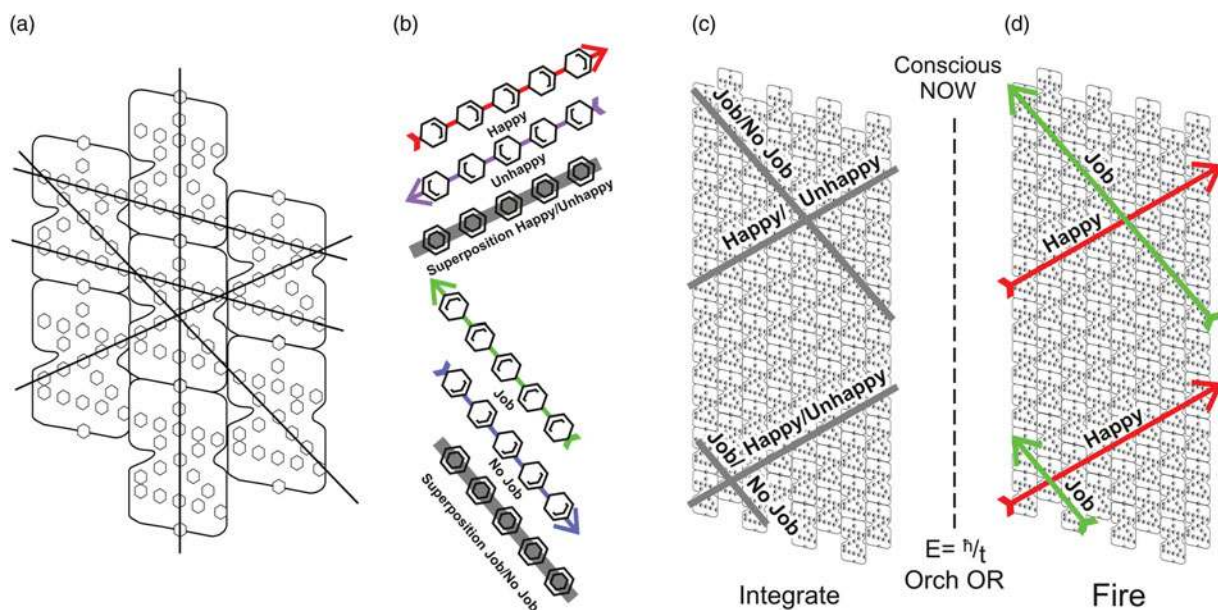 (a)
(b)
Happy
Unhappy
Superposition Happy/Unhappy
Job
No Job
Superposition Job/No Job
(c)
Job/No Job
Happy/ Unhappy
Job/ No Job
Happy/Unhappy
Integrate
Conscious
NOW
E= ħ/t
Orch OR
(d)
Job
Happy
Happy
Job
Fire